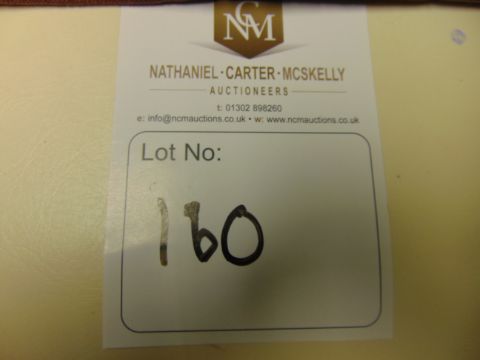 NCM
NATHANIEL · CARTER · MCSKELLY
AUCTIONEERS
t: 01302 898260
e: info@ncmauctions.co.uk • w: www.ncmauctions.co.uk
Lot No:
160